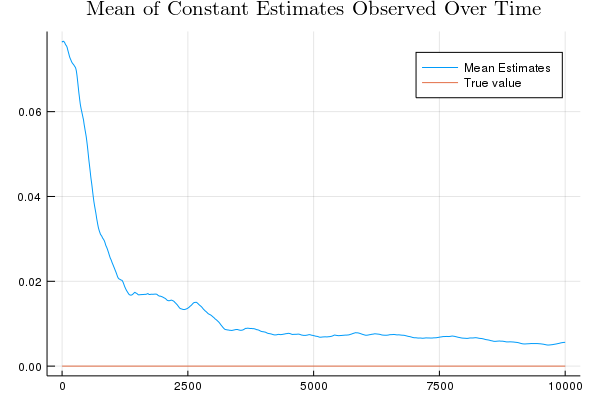 Mean of Constant Estimates Observed Over Time
Mean Estimates
True value
0.06
0.04
0.02
0.00
0 2500 5000 7500 10000